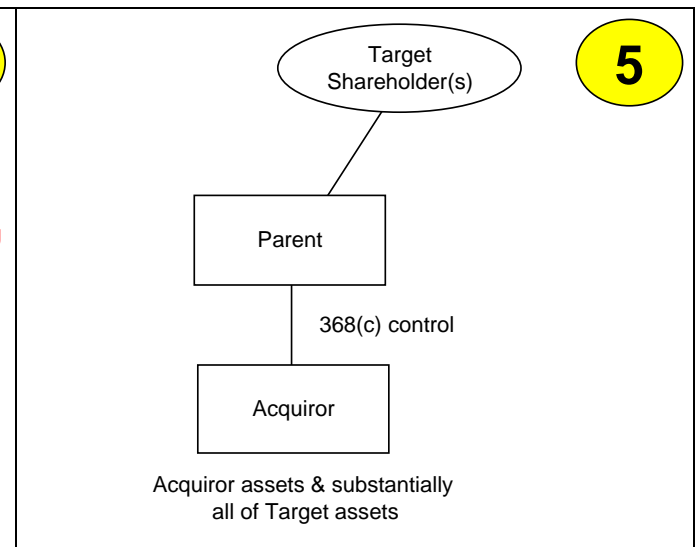 Target
Shareholder(s)
5
Parent
368(c) control
Acquiror
Acquiror assets & substantially
all of Target assets